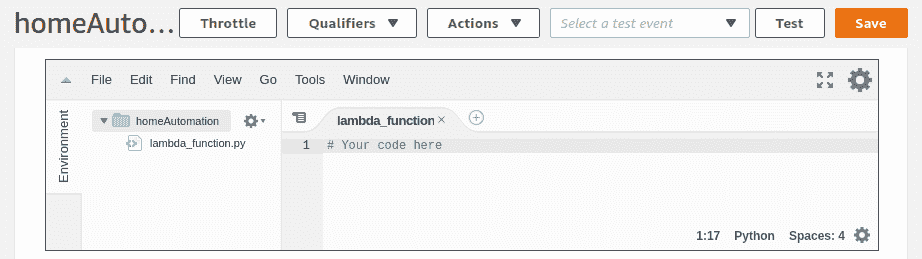 homeAuto... Throttle Qualifiers Actions Select a test event Test Save
File Edit Find View Go Tools Window
Environment
homeAutomation
lambda_function.py
lambda_function ×
1 # Your code here
1:17 Python Spaces: 4